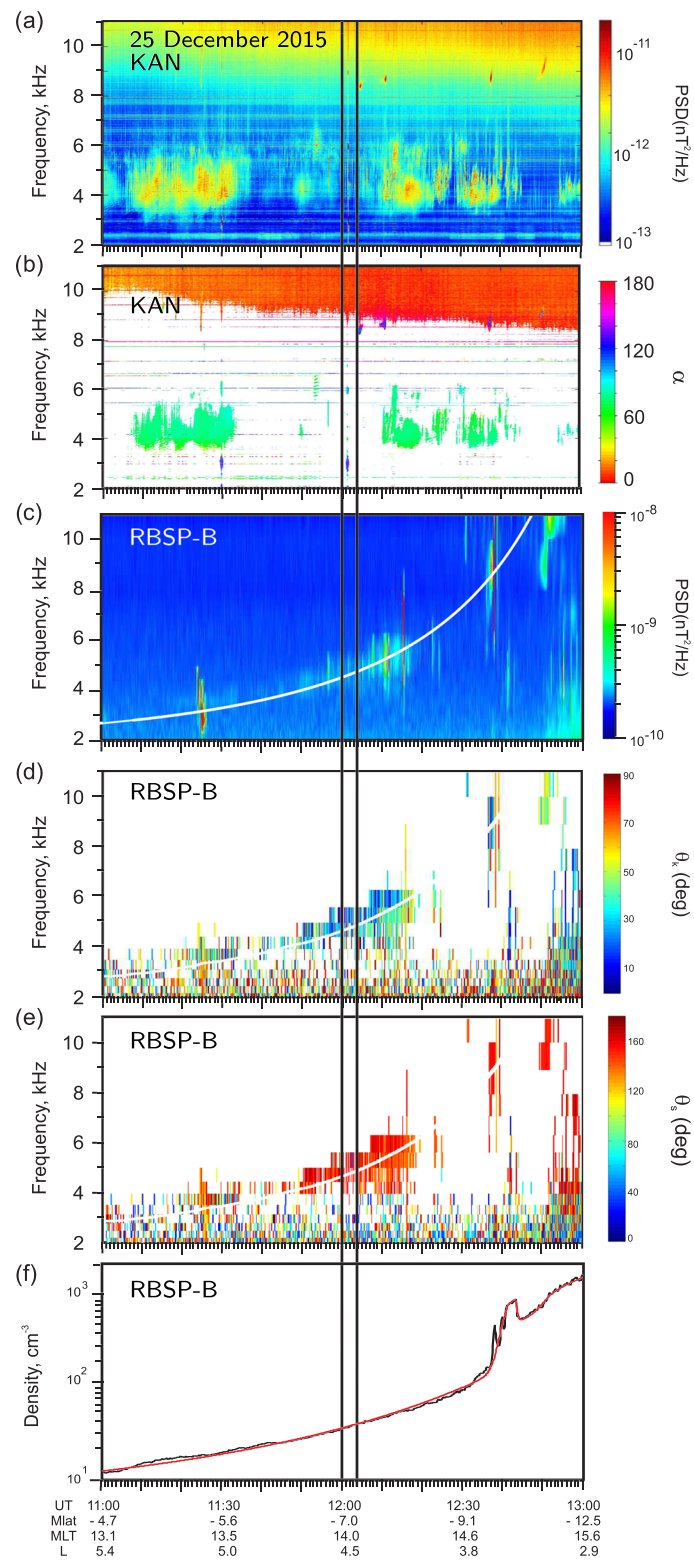 (a)
25 December 2015
KAN
Frequency, kHz
10
8
6
4
2
10-11
10-12
10-13
PSD(nT2/Hz)
(b)
KAN
Frequency, kHz
10
8
6
4
2
180
120
60
0
α
(c)
RBSP-B
Frequency, kHz
10
8
6
4
2
10-8
10-9
10-10
PSD(nT2/Hz)
(d)
RBSP-B
Frequency, kHz
10
8
6
4
2
90
70
50
30
10
θk (deg)
(e)
RBSP-B
Frequency, kHz
10
8
6
4
2
160
120
80
40
0
θs (deg)
(f)
RBSP-B
Density, cm-3
103
102
101
UT 11:00 11:30 12:00 12:30 13:00
Mlat - 4.7 - 5.6 - 7.0 - 9.1 - 12.5
MLT 13.1 13.5 14.0 14.6 15.6
L 5.4 5.0 4.5 3.8 2.9